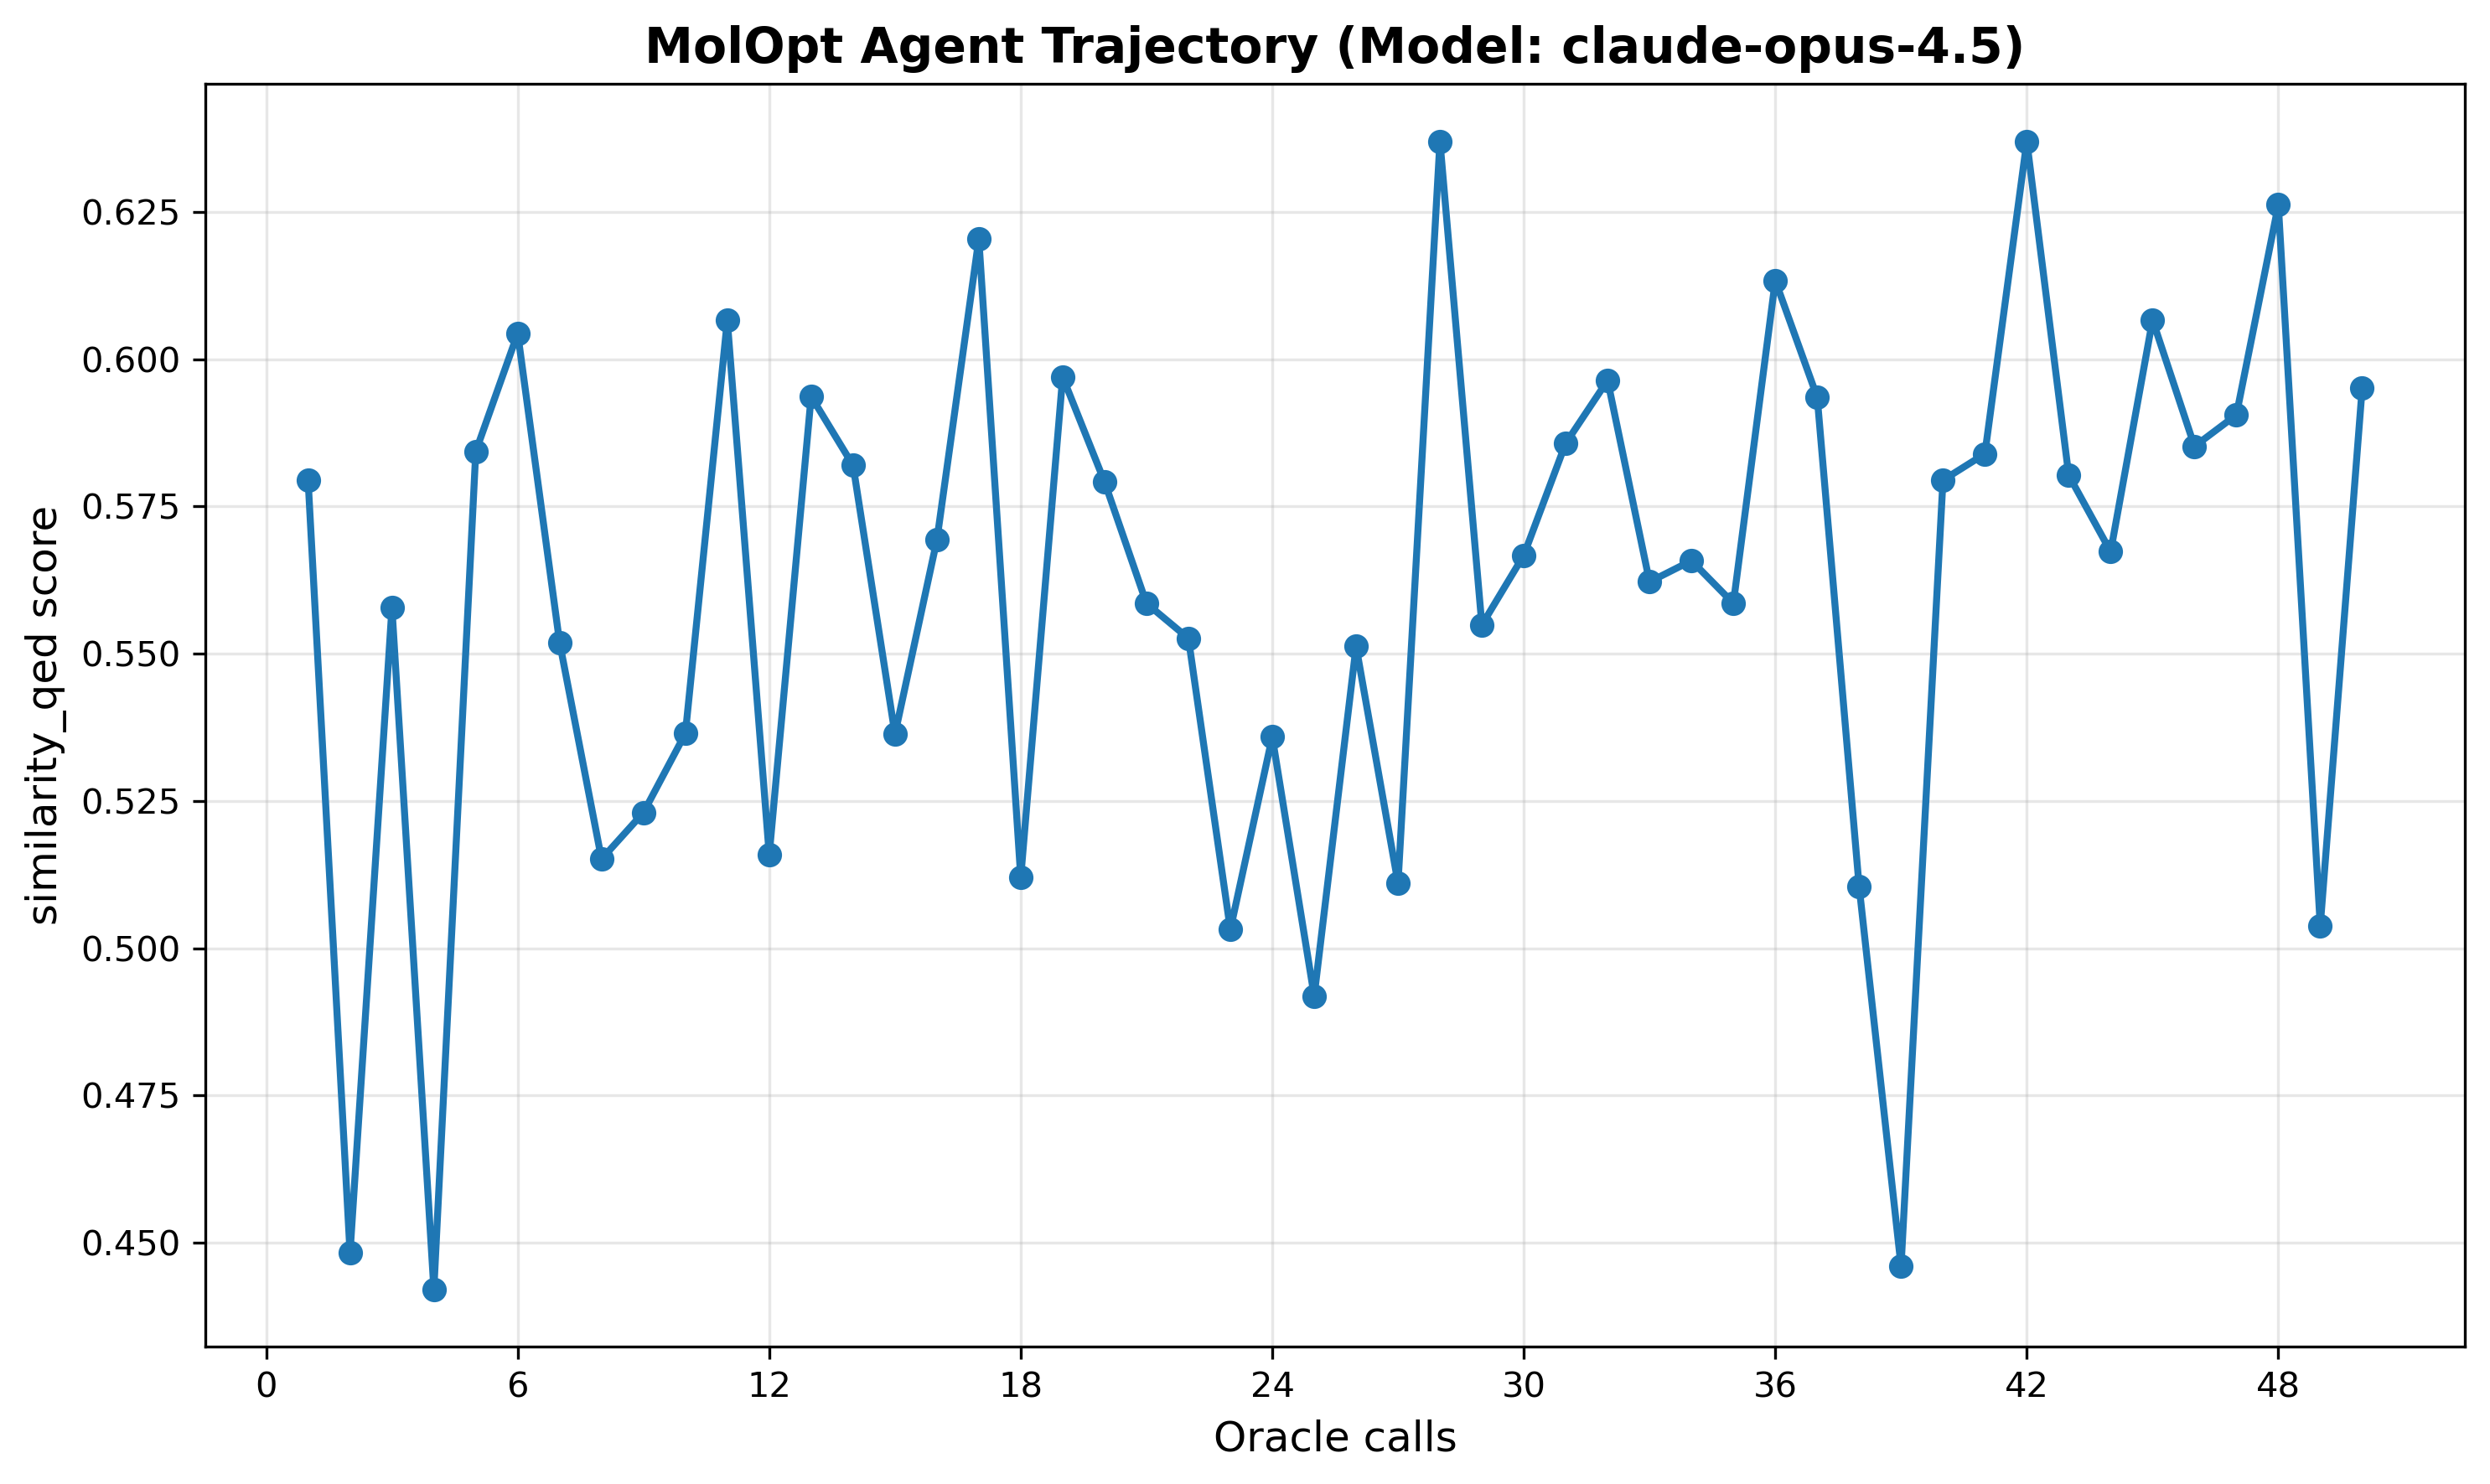 MolOpt Agent Trajectory (Model: claude-opus-4.5)
similarity_qed score
0.625
0.600
0.575
0.550
0.525
0.500
0.475
0.450
0 6 12 18 24 30 36 42 48
Oracle calls